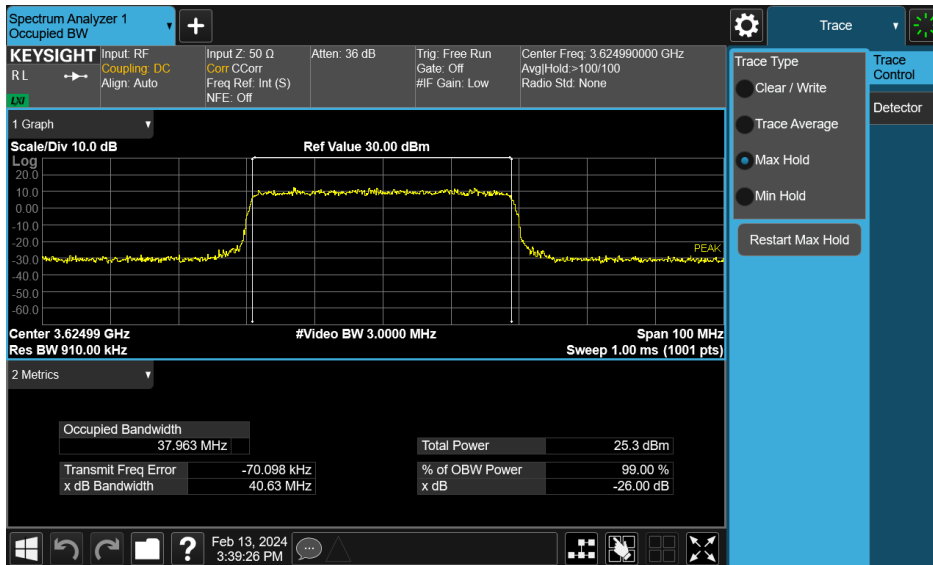 Spectrum Analyzer 1
Occupied BW
Trace
KEYSIGHT
R L
LXI
Input: RF
Coupling: DC
Align: Auto
Input Z: 50 Ω
Corr CCorr
Freq Ref: Int (S)
NFE: Off
Atten: 36 dB
Trig: Free Run
Gate: Off
#IF Gain: Low
Center Freq: 3.624990000 GHz
Avg|Hold:>100/100
Radio Std: None
1 Graph
Scale/Div 10.0 dB
Ref Value 30.00 dBm
Log
20.0
10.0
0.00
-10.0
-20.0
-30.0
-40.0
-50.0
-60.0
PEAK
Center 3.62499 GHz
#Video BW 3.0000 MHz
Span 100 MHz
Res BW 910.00 kHz
Sweep 1.00 ms (1001 pts)
2 Metrics
Occupied Bandwidth
37.963 MHz
Total Power 25.3 dBm
Transmit Freq Error -70.098 kHz
% of OBW Power 99.00 %
x dB Bandwidth 40.63 MHz
x dB -26.00 dB
Trace Type
Clear / Write
Trace Average
Max Hold
Min Hold
Restart Max Hold
Trace
Control
Detector
?
Feb 13, 2024
3:39:26 PM